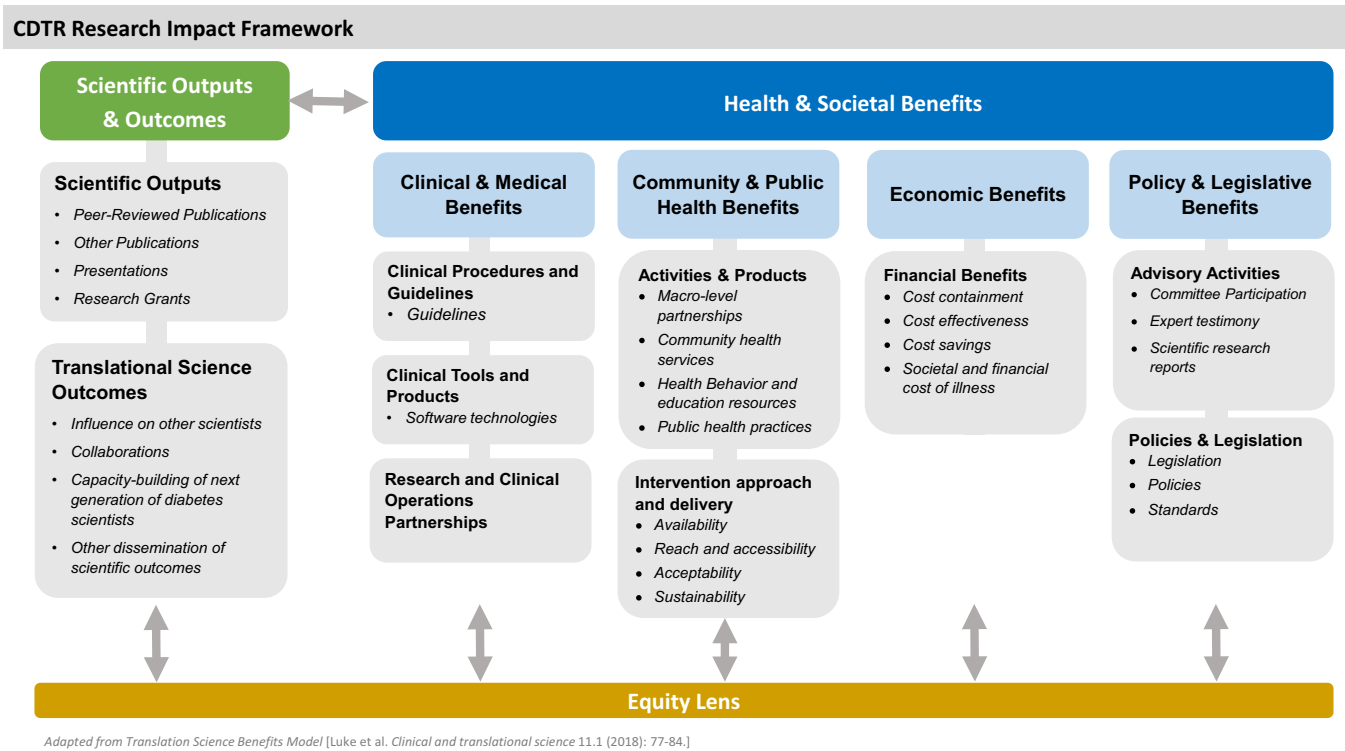 CDTR Research Impact Framework
Scientific Outputs
& Outcomes
Health & Societal Benefits
Scientific Outputs
• Peer-Reviewed Publications
• Other Publications
• Presentations
• Research Grants
Translational Science
Outcomes
• Influence on other scientists
• Collaborations
• Capacity-building of next
generation of diabetes
scientists
• Other dissemination of
scientific outcomes
Clinical & Medical
Benefits
Clinical Procedures and
Guidelines
• Guidelines
Clinical Tools and
Products
• Software technologies
Research and Clinical
Operations
Partnerships
Community & Public
Health Benefits
Activities & Products
• Macro-level
partnerships
• Community health
services
• Health Behavior and
education resources
• Public health practices
Intervention approach
and delivery
• Availability
• Reach and accessibility
• Acceptability
• Sustainability
Economic Benefits
Financial Benefits
• Cost containment
• Cost effectiveness
• Cost savings
• Societal and financial
cost of illness
Policy & Legislative
Benefits
Advisory Activities
• Committee Participation
• Expert testimony
• Scientific research
reports
Policies & Legislation
• Legislation
• Policies
• Standards
Equity Lens
Adapted from Translation Science Benefits Model [Luke et al. Clinical and translational science 11.1 (2018): 77-84.]